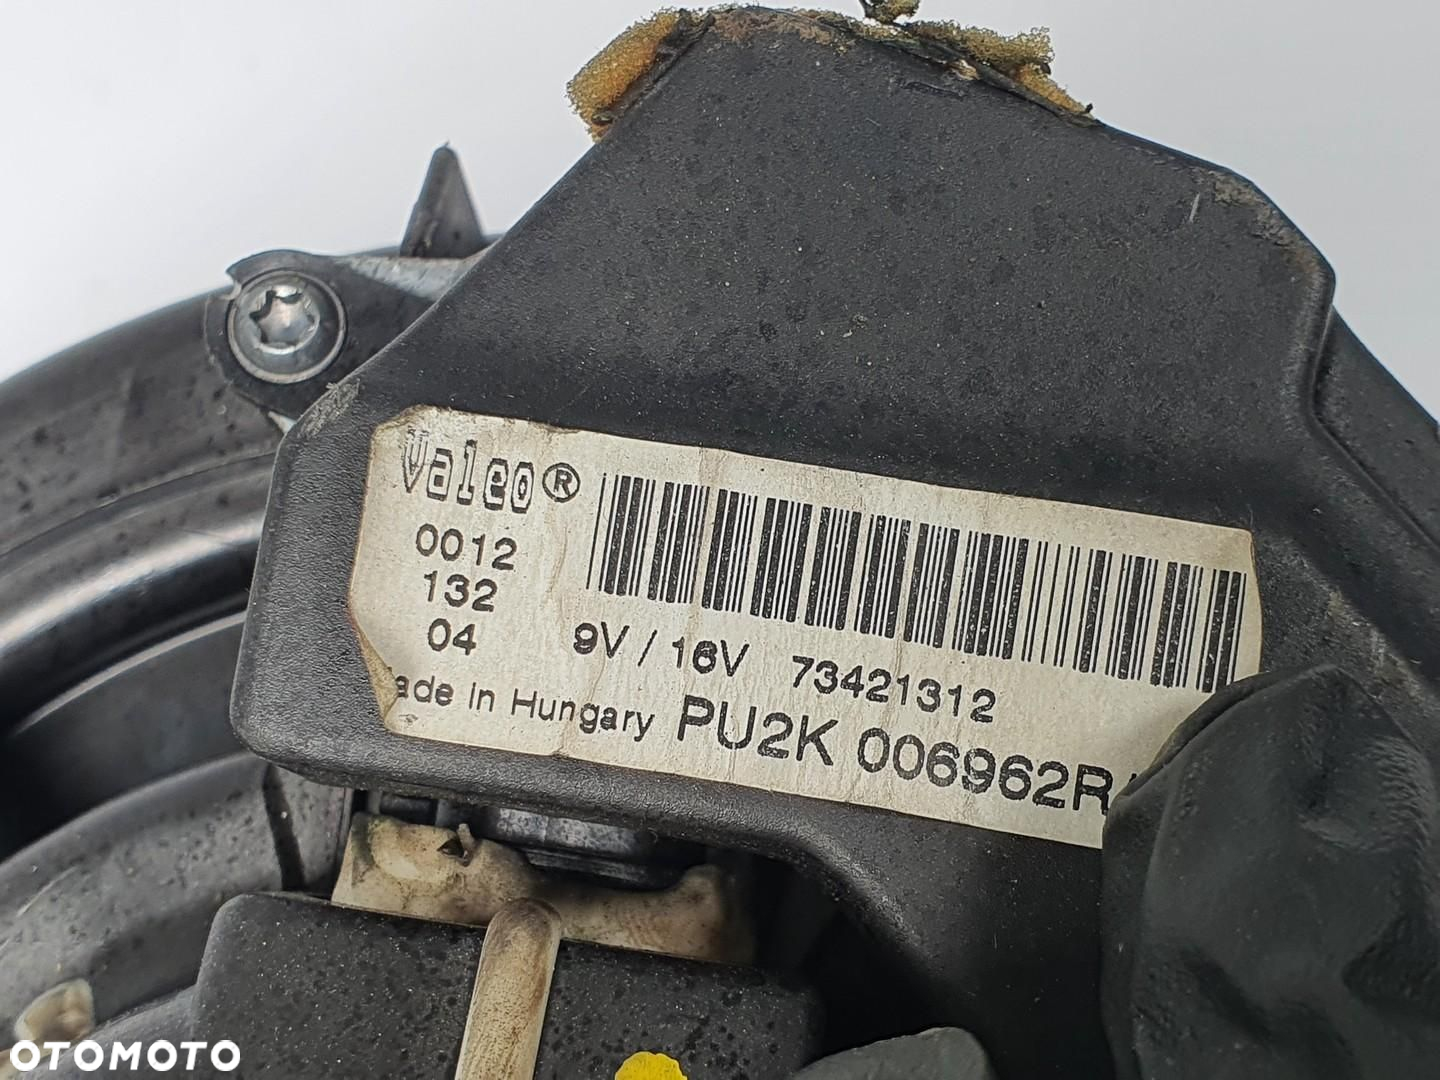 Valeo®
0012
132
04
9V / 16V 73421312
ade in Hungary PU2K 006962R
OTOMOTO